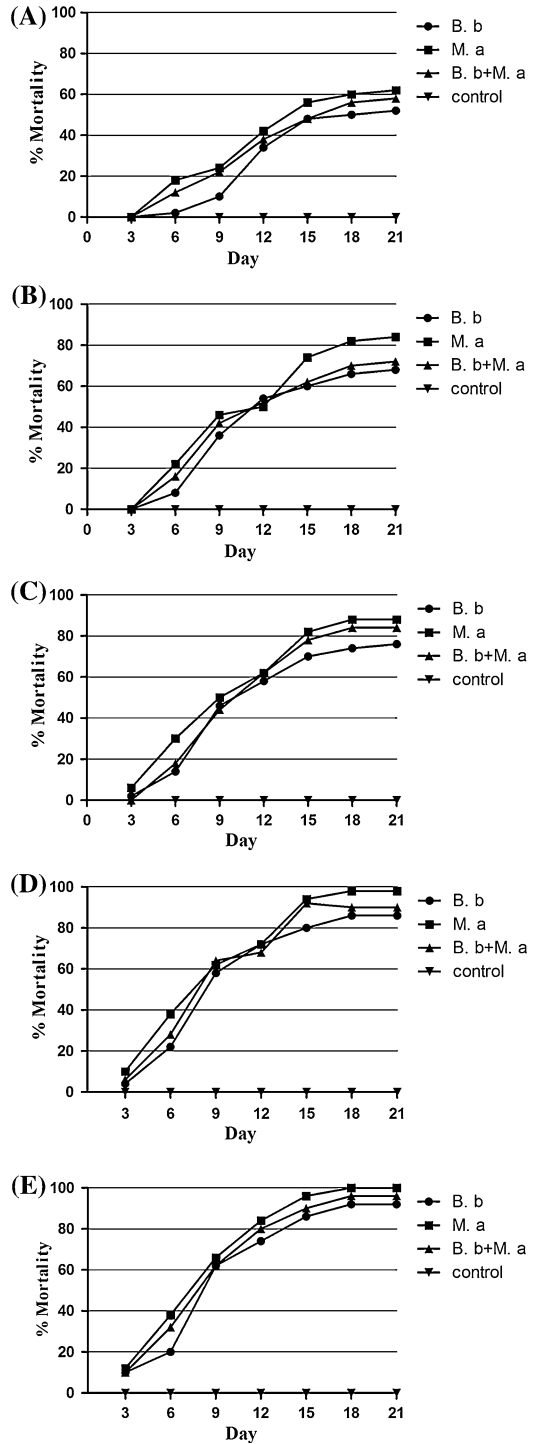 (A)
100
80
60
40
20
0
% Mortality
0 3 6 9 12 15 18 21
Day
B. b
M. a
B. b+M. a
control
(B)
100
80
60
40
20
0
% Mortality
0 3 6 9 12 15 18 21
Day
B. b
M. a
B. b+M. a
control
(C)
100
80
60
40
20
0
% Mortality
0 3 6 9 12 15 18 21
Day
B. b
M. a
B. b+M. a
control
(D)
100
80
60
40
20
0
% Mortality
3 6 9 12 15 18 21
Day
B. b
M. a
B. b+M. a
control
(E)
100
80
60
40
20
0
% Mortality
3 6 9 12 15 18 21
Day
B. b
M. a
B. b+M. a
control